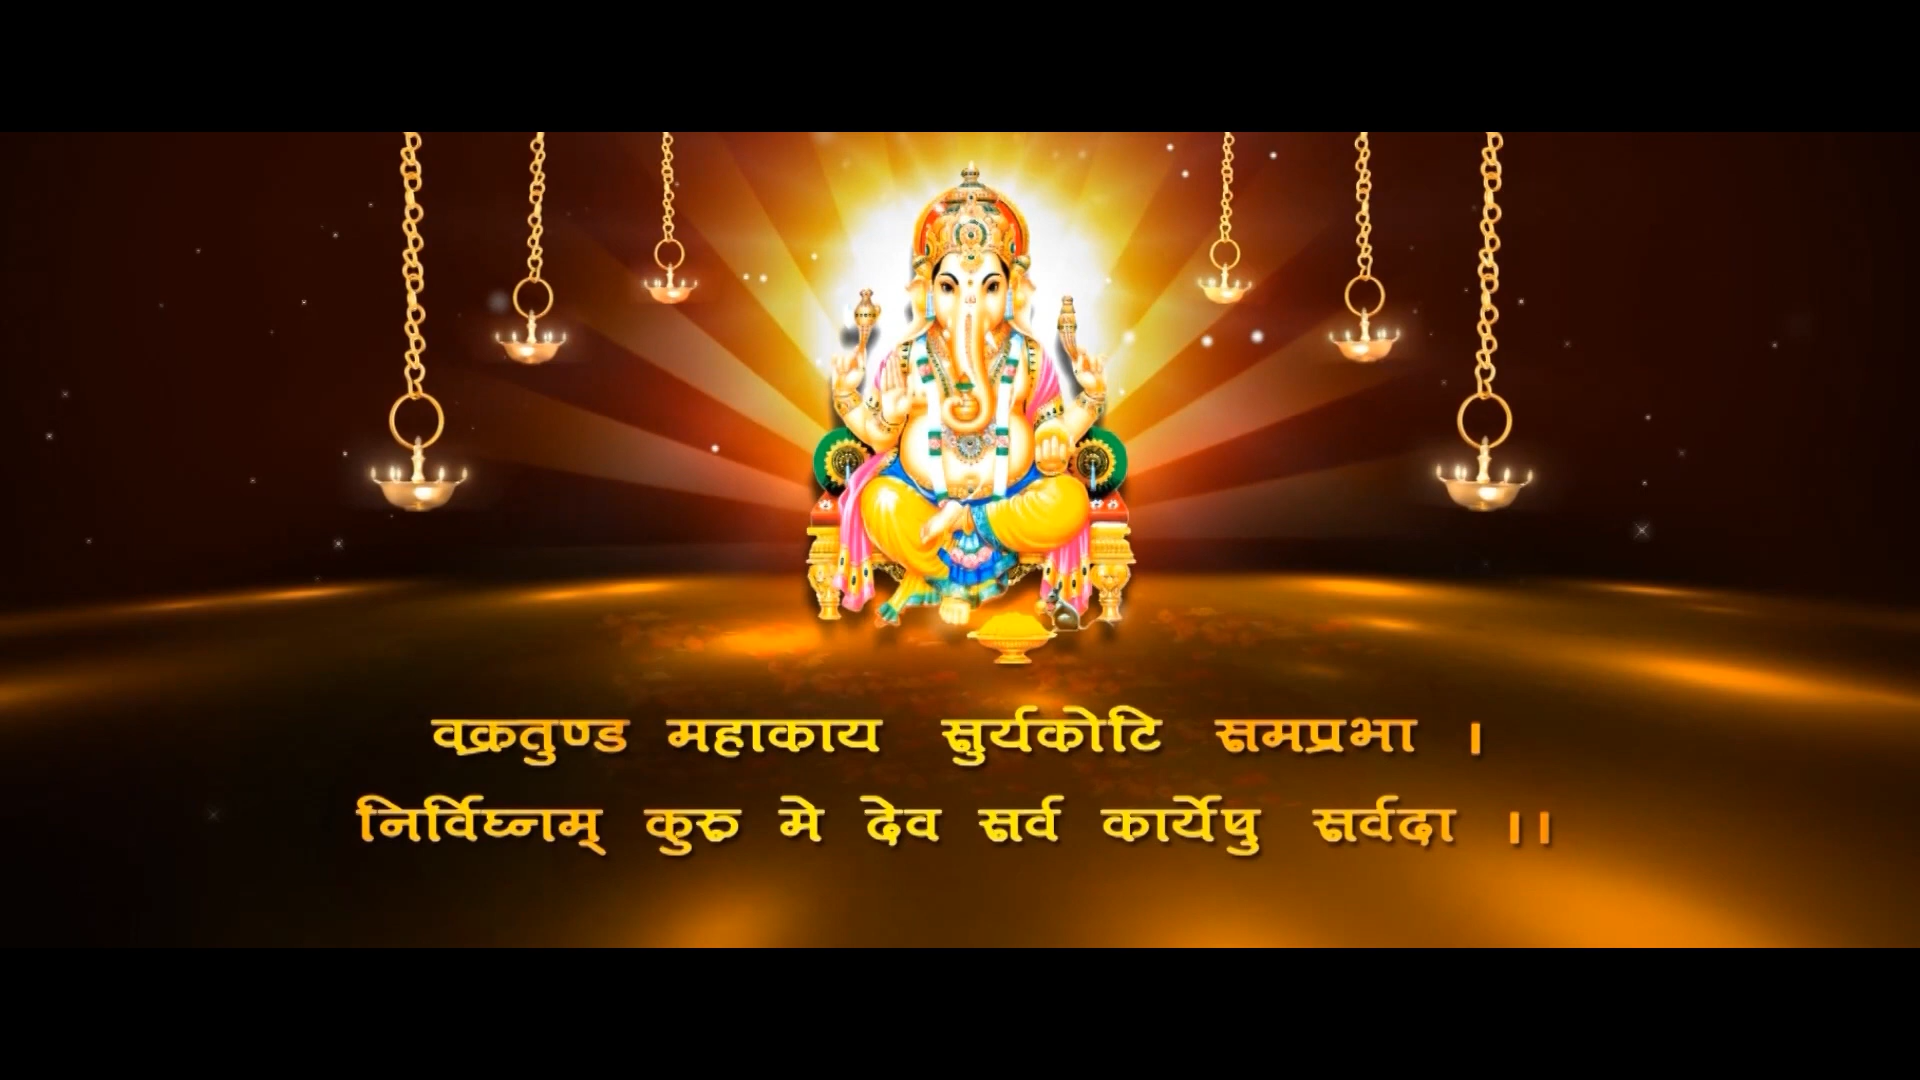 वक्रतुण्ड महाकाय सुर्यकोटि समप्रभा ।
निर्विघ्नम् कुरु मे देव सर्व कार्येषु सर्वदा ।।